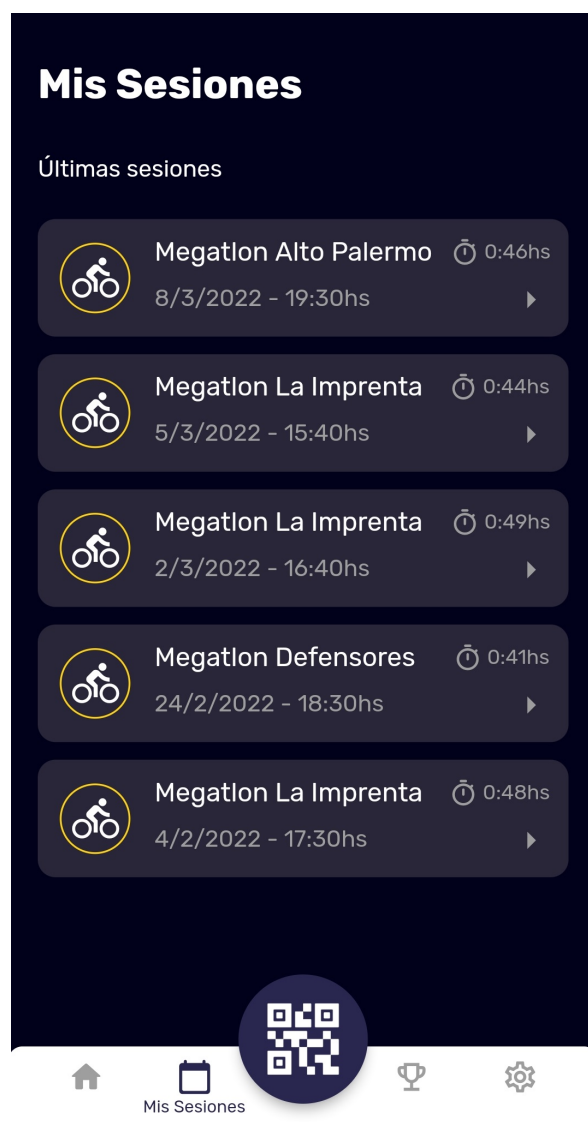 Mis Sesiones
Últimas sesiones
Megatlon Alto Palermo 0:46hs
8/3/2022 - 19:30hs
Megatlon La Imprenta 0:44hs
5/3/2022 - 15:40hs
Megatlon La Imprenta 0:49hs
2/3/2022 - 16:40hs
Megatlon Defensores 0:41hs
24/2/2022 - 18:30hs
Megatlon La Imprenta 0:48hs
4/2/2022 - 17:30hs
Mis Sesiones